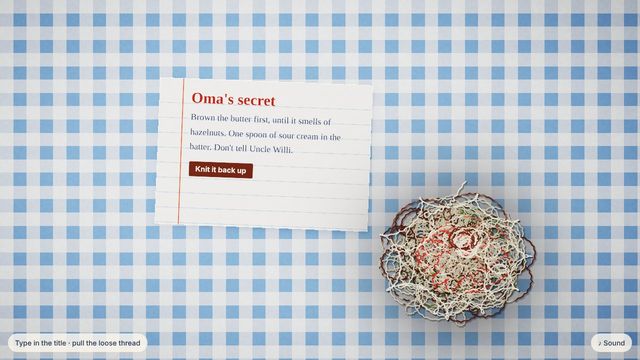 Oma's secret
Brown the butter first, until it smells of
hazelnuts. One spoon of sour cream in the
batter. Don't tell Uncle Willi.
Knit it back up
Type in the title · pull the loose thread
♪ Sound